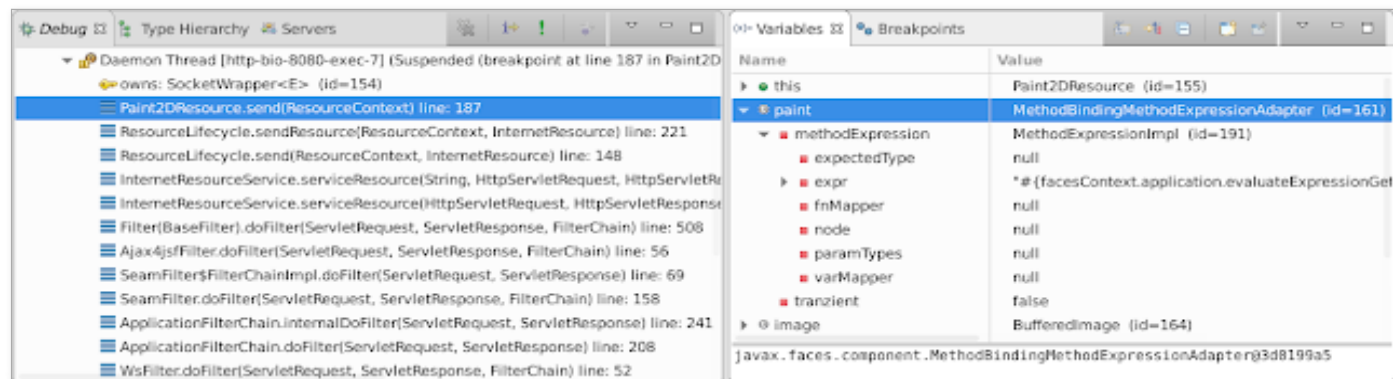 Debug Type Hierarchy Servers
Daemon Thread [http-bio-8080-exec-7] (Suspended (breakpoint at line 187 in Paint2D
owns: SocketWrapper<E> (id=154)
Paint2DResource.send(ResourceContext) line: 187
ResourceLifecycle.sendResource(ResourceContext, InternetResource) line: 221
ResourceLifecycle.send(ResourceContext, InternetResource) line: 148
InternetResourceService.serviceResource(String, HttpServletRequest, HttpServletRe
InternetResourceService.serviceResource(HttpServletRequest, HttpServletResponse
Filter(BaseFilter).doFilter(ServletRequest, ServletResponse, FilterChain) line: 508
Ajax4jsfFilter.doFilter(ServletRequest, ServletResponse, FilterChain) line: 56
SeamFilter$FilterChainImpl.doFilter(ServletRequest, ServletResponse) line: 69
SeamFilter.doFilter(ServletRequest, ServletResponse, FilterChain) line: 158
ApplicationFilterChain.internalDoFilter(ServletRequest, ServletResponse) line: 241
ApplicationFilterChain.doFilter(ServletRequest, ServletResponse) line: 208
WsFilter.doFilter(ServletRequest, ServletResponse, FilterChain) line: 52
(x)= Variables Breakpoints
Name Value
this Paint2DResource (id=155)
paint MethodBindingMethodExpressionAdapter (id=161)
methodExpression MethodExpressionImpl (id=191)
expectedType null
expr "#{facesContext.application.evaluateExpressionGet
fnMapper null
node null
paramTypes null
varMapper null
tranzient false
image BufferedImage (id=164)
javax.faces.component.MethodBindingMethodExpressionAdapter@3d8199a5